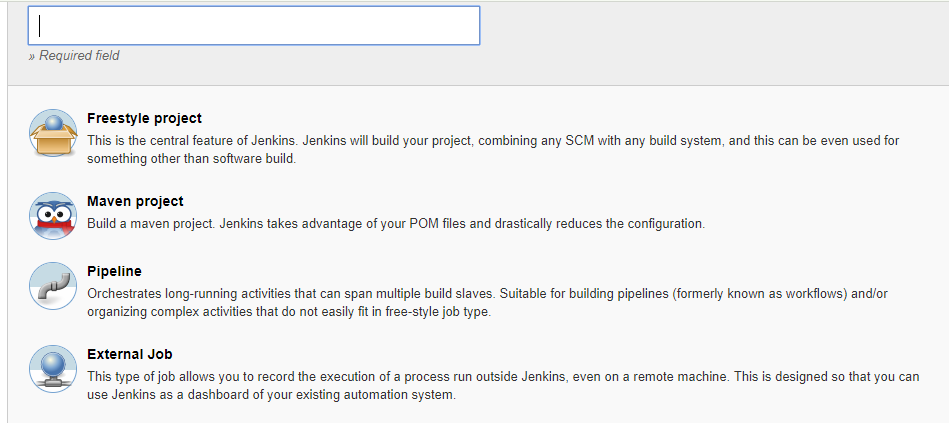 » Required field
Freestyle project
This is the central feature of Jenkins. Jenkins will build your project, combining any SCM with any build system, and this can be even used for
something other than software build.
Maven project
Build a maven project. Jenkins takes advantage of your POM files and drastically reduces the configuration.
Pipeline
Orchestrates long-running activities that can span multiple build slaves. Suitable for building pipelines (formerly known as workflows) and/or
organizing complex activities that do not easily fit in free-style job type.
External Job
This type of job allows you to record the execution of a process run outside Jenkins, even on a remote machine. This is designed so that you can
use Jenkins as a dashboard of your existing automation system.